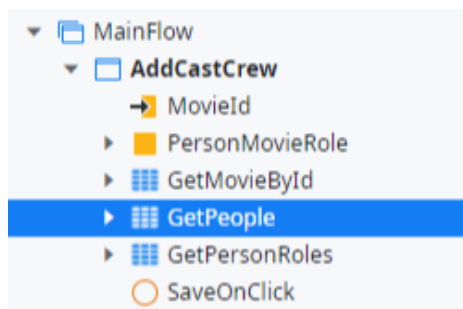 MainFlow
AddCastCrew
MovieId
PersonMovieRole
GetMovieById
GetPeople
GetPersonRoles
SaveOnClick